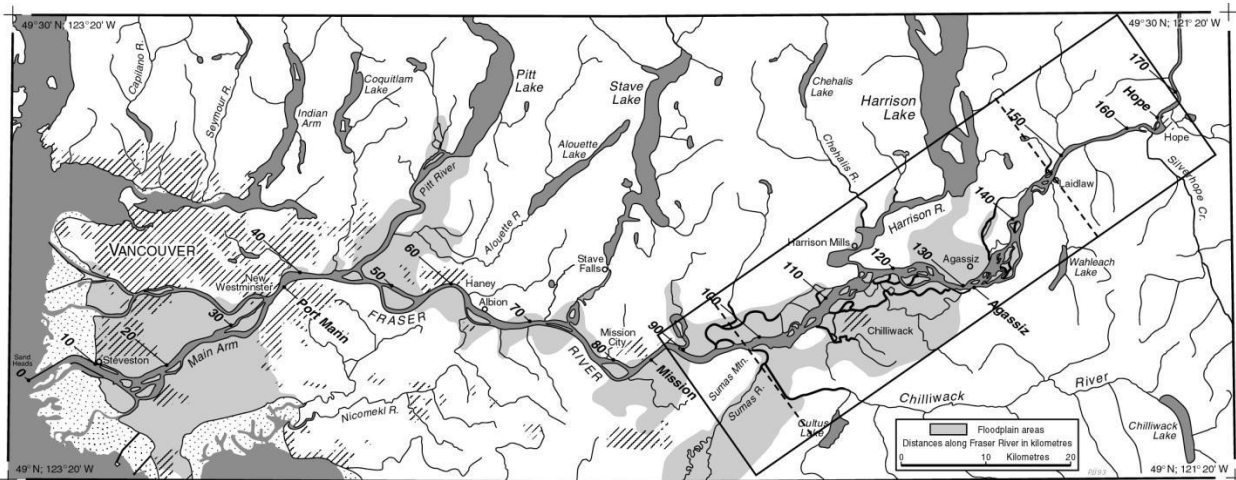 49° 30' N; 123° 20' W
49° 30 N; 121° 20' W
Capilano R.
Seymour R.
Indian
Arm
Coquitlam
Lake
Pitt
Lake
Stave
Lake
Alouette
Lake
Chehalis
Lake
Harrison
Lake
170
Hope
160
150
Hope
Silverhope Cr.
Laidlaw
140
Chehalis R.
Pitt River
Alouette R.
Harrison R.
Harrison Mills
130
120
Agassiz
Wahleach
Lake
110
VANCOUVER
40
New
Westminster
60
50
Haney
Stave
Falls
Albion
70
100
Port Mann
FRASER
RIVER
Agassiz
Chilliwack
30
20
10
Steveston
Main Arm
Sand
Heads
0
Mission
City
80
90
Mission
Sumas Mtn.
Sumas R.
Nicomekl R.
Cultus
Lake
Chilliwack
River
Chilliwack
Lake
Floodplain areas
Distances along Fraser River in kilometres
0 10 Kilometres 20
49° N; 123° 20' W
49° N; 121° 20' W